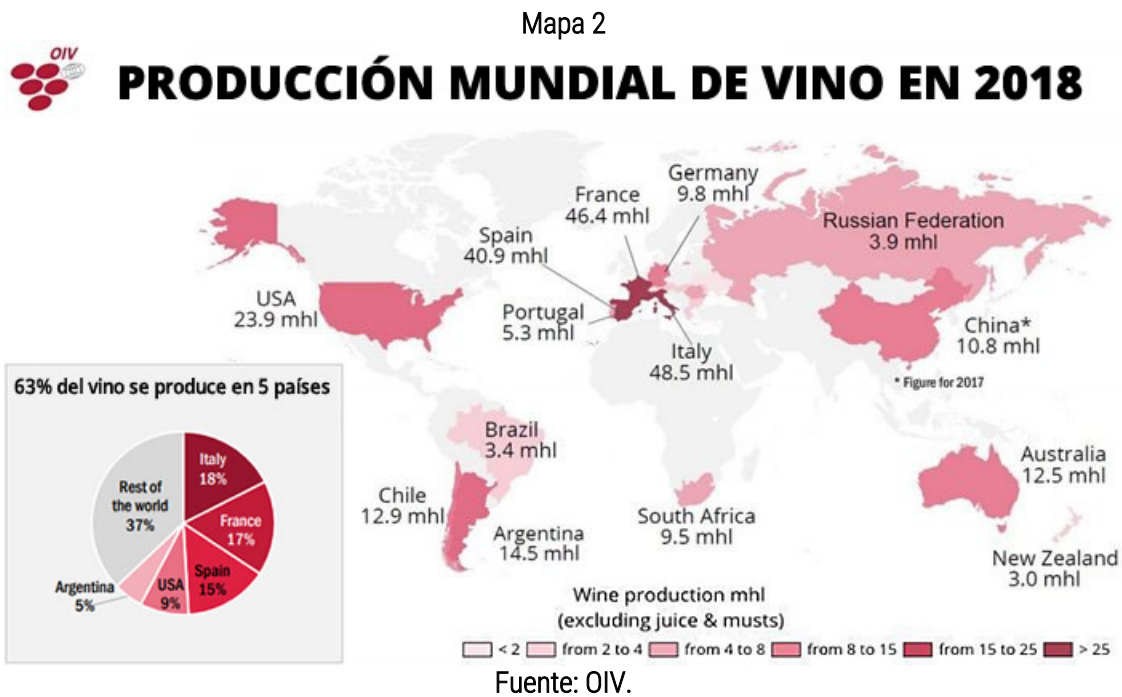 Mapa 2
OIV
PRODUCCIÓN MUNDIAL DE VINO EN 2018
Germany
9.8 mhl
France
46.4 mhl
Russian Federation
3.9 mhl
Spain
40.9 mhl
USA
23.9 mhl
Portugal
5.3 mhl
China*
10.8 mhl
Italy
48.5 mhl
* Figure for 2017
63% del vino se produce en 5 países
Italy
18%
Rest of
the world
37%
France
17%
Spain
15%
USA
9%
Argentina
5%
Brazil
3.4 mhl
Australia
12.5 mhl
Chile
12.9 mhl
South Africa
9.5 mhl
Argentina
14.5 mhl
New Zealand
3.0 mhl
Wine production mhl
(excluding juice & musts)
< 2 from 2 to 4 from 4 to 8 from 8 to 15 from 15 to 25 > 25
Fuente: OIV.